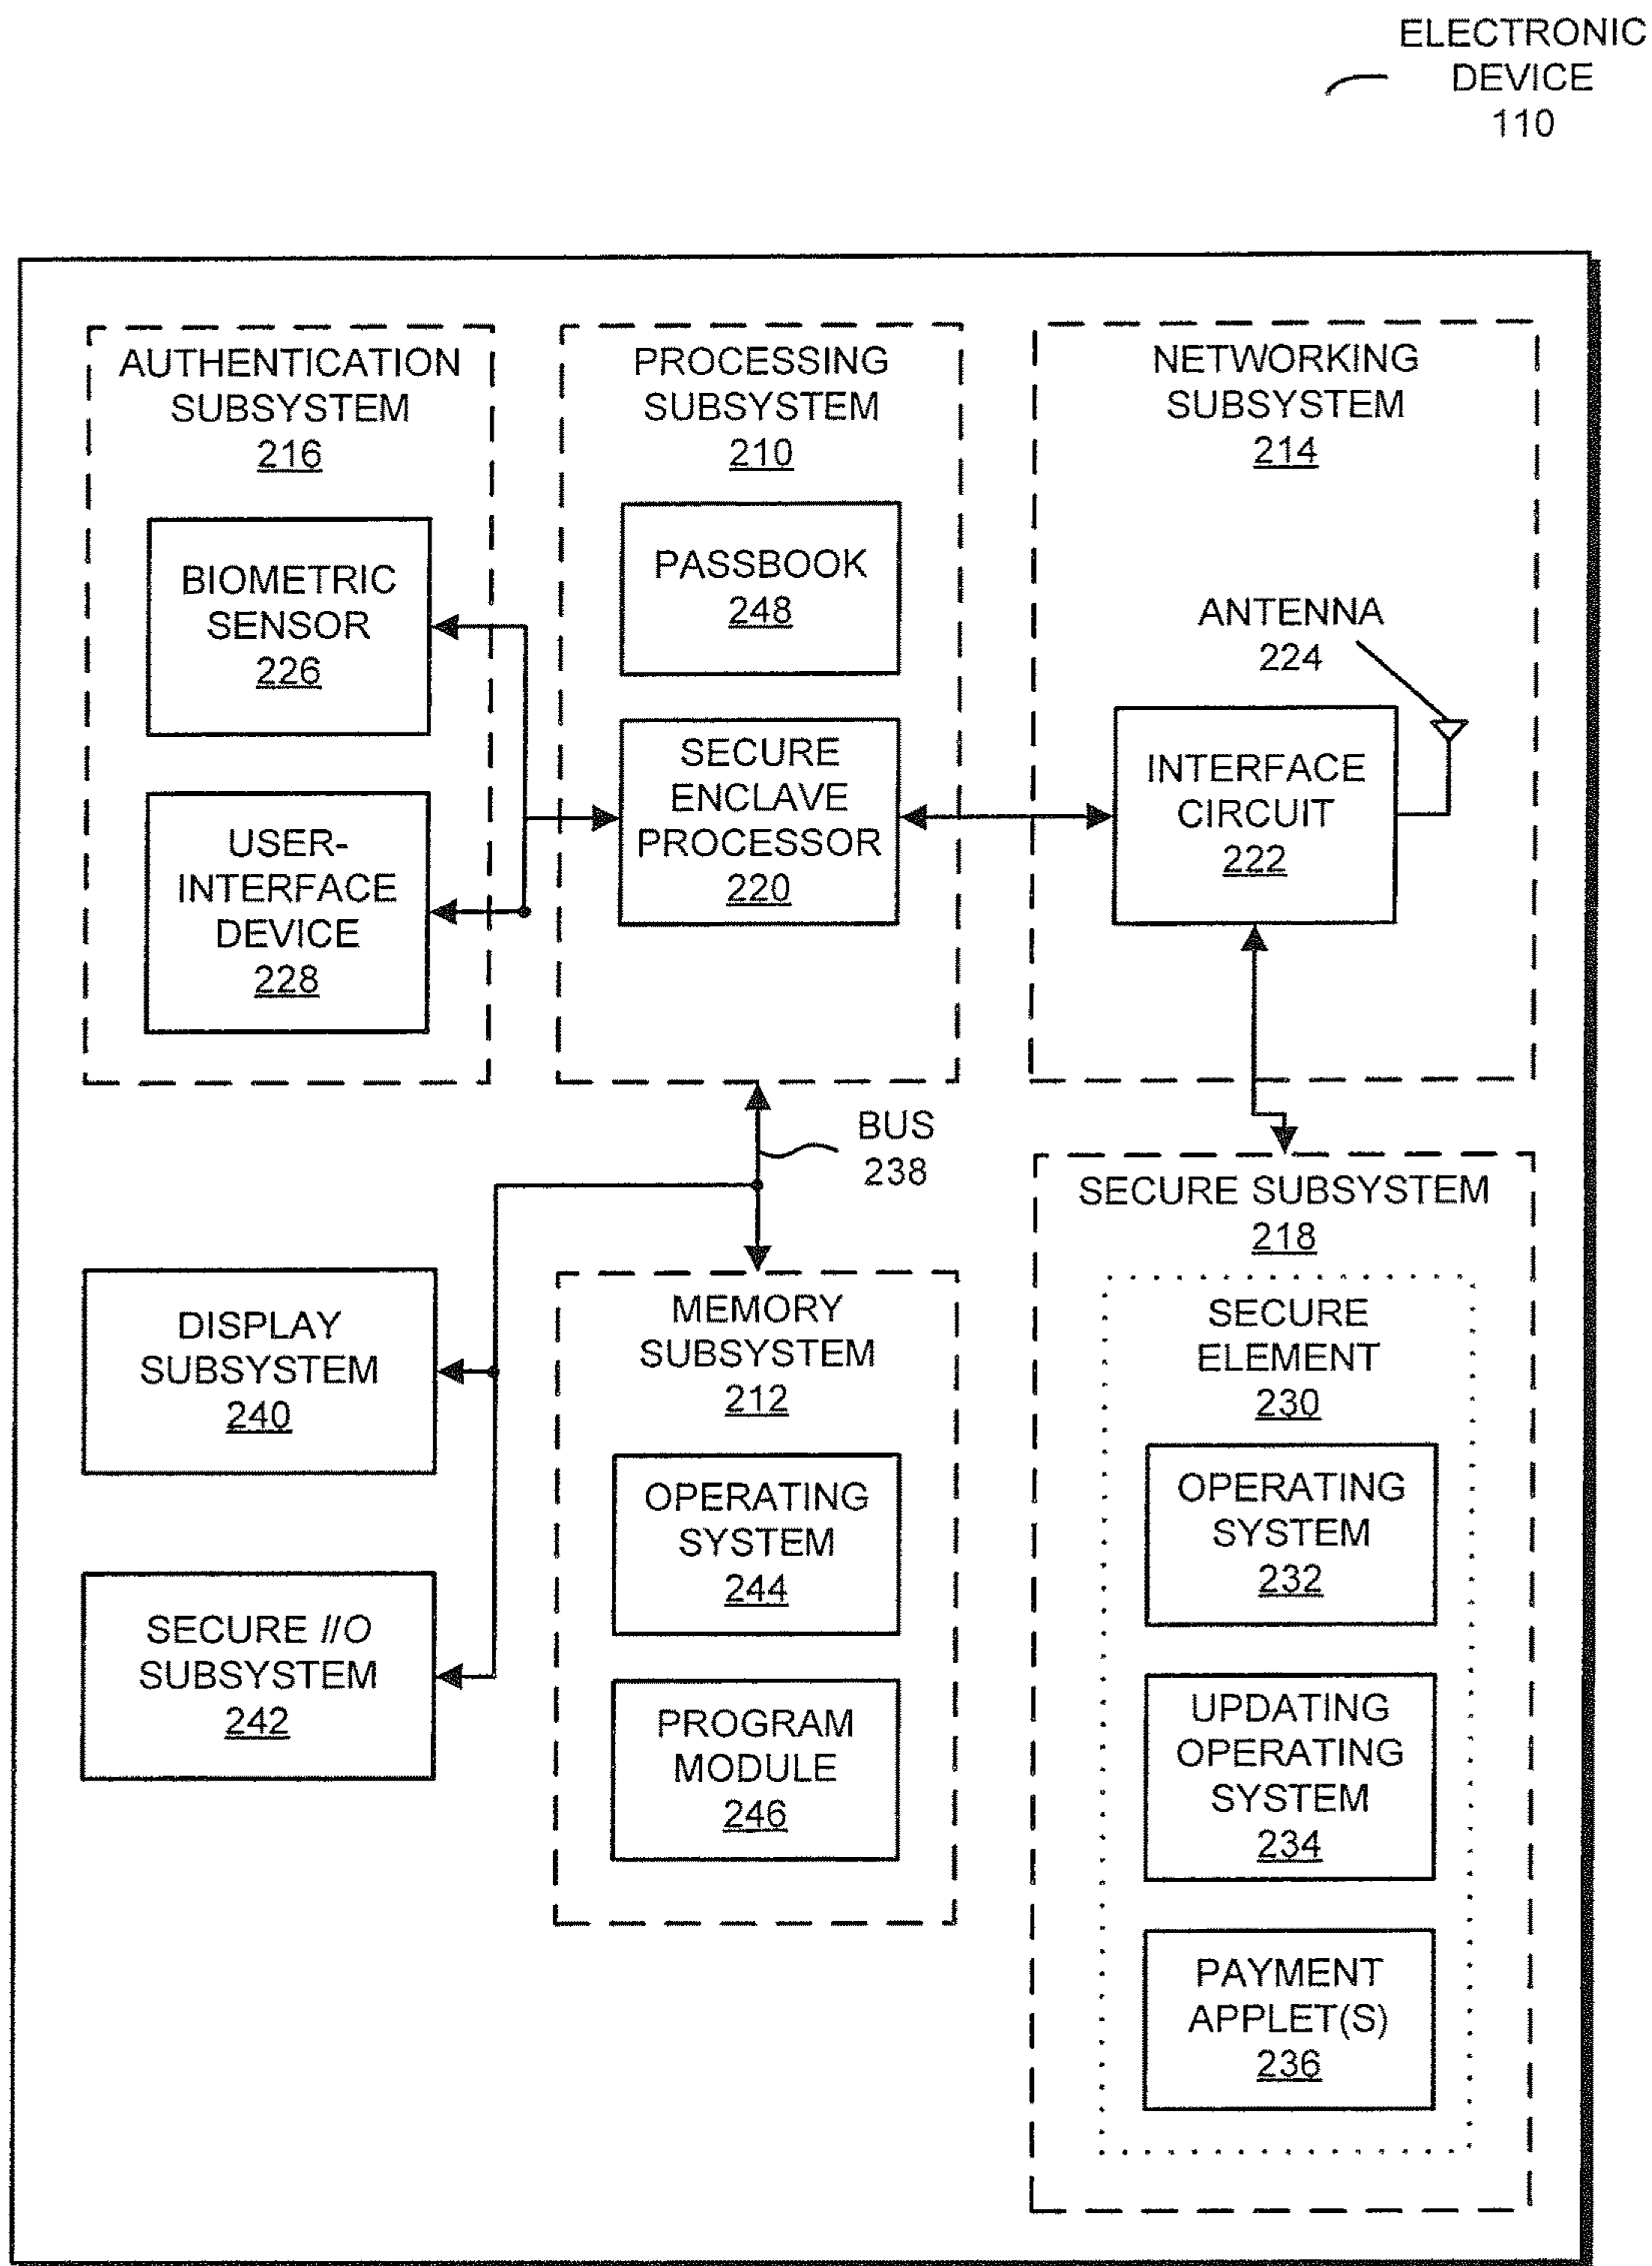 ELECTRONIC
DEVICE
110
AUTHENTICATION
SUBSYSTEM
216
BIOMETRIC
SENSOR
226
USER-
INTERFACE
DEVICE
228
PROCESSING
SUBSYSTEM
210
PASSBOOK
248
SECURE
ENCLAVE
PROCESSOR
220
NETWORKING
SUBSYSTEM
214
ANTENNA
224
INTERFACE
CIRCUIT
222
BUS
238
DISPLAY
SUBSYSTEM
240
SECURE I/O
SUBSYSTEM
242
MEMORY
SUBSYSTEM
212
OPERATING
SYSTEM
244
PROGRAM
MODULE
246
SECURE SUBSYSTEM
218
SECURE
ELEMENT
230
OPERATING
SYSTEM
232
UPDATING
OPERATING
SYSTEM
234
PAYMENT
APPLET(S)
236